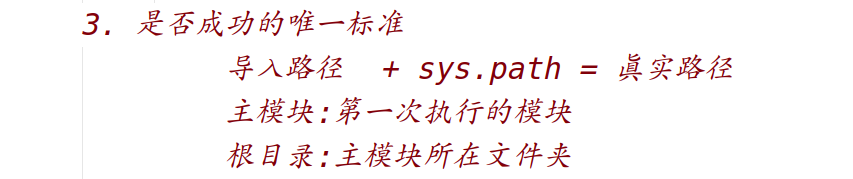 3. 是否成功的唯一标准
导入路径 + sys.path = 真实路径
主模块:第一次执行的模块
根目录:主模块所在文件夹